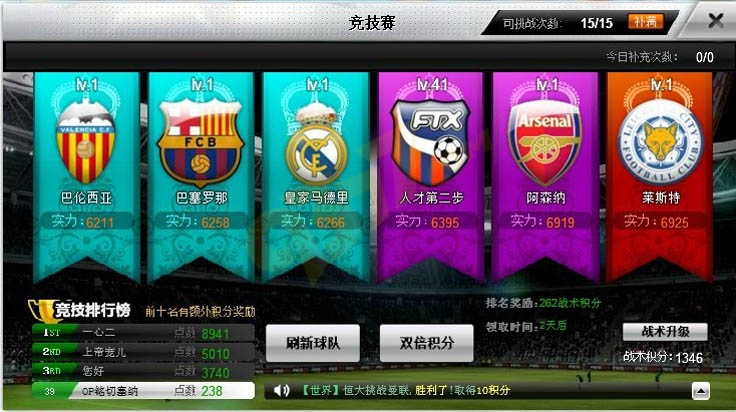 竞技赛
可挑战次数: 15/15 补满
今日补充次数: 0/0
lv.1 lv.1 lv.1 lv.41 lv.1 lv.1
VALENCIA C.F FCB FTX Arsenal LEICESTER CITY FOOTBALL CLUB
巴伦西亚 巴塞罗那 皇家马德里 人才第二步 阿森纳 莱斯特
实力:6211 实力:6258 实力:6266 实力:6395 实力:6919 实力:6925
竞技排行榜 前十名有额外积分奖励
1ST 一心二 点数 8941
2ND 上帝宠儿 点数 5010
3RD 您好 点数 3740
39 OP铭切塞纳 点数 238
刷新球队 双倍积分
排名奖励:262战术积分
领取时间:2天后
战术升级
战术积分:1346
【世界】恒大挑战曼联,胜利了!取得10积分